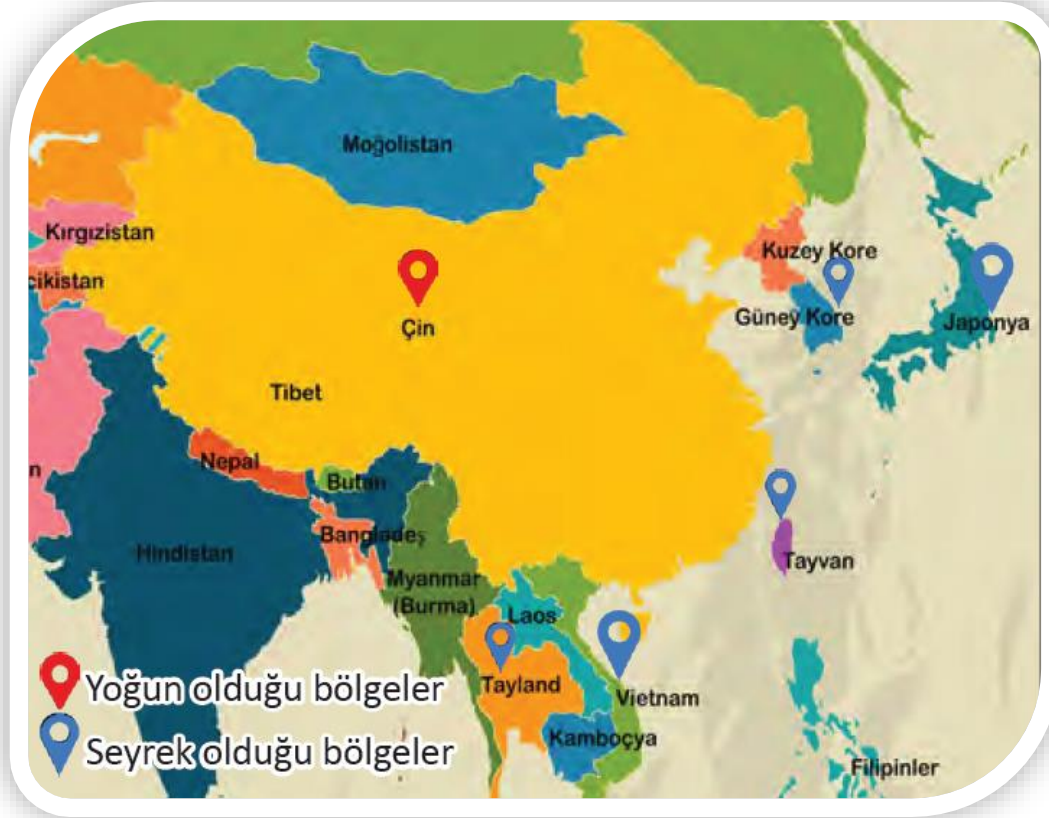 Moğolistan
Kırgızistan
cikistan
Kuzey Kore
Çin
Güney Kore
Japonya
Tibet
n
Nepal
Butan
Bangladeş
Hindistan
Tayvan
Myanmar
(Burma)
Laos
Tayland
Vietnam
Kamboçya
Filipinler
Yoğun olduğu bölgeler
Seyrek olduğu bölgeler